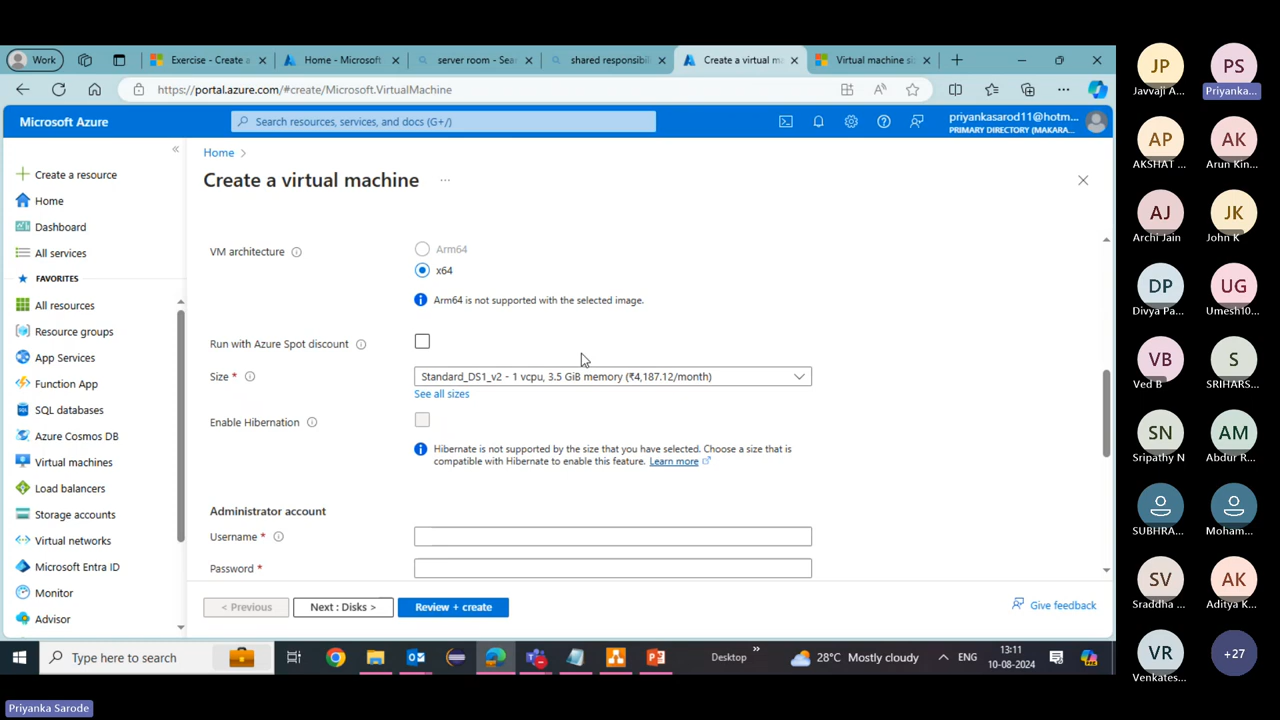 Work
Exercise - Create a
Home - Microsoft
server room - Sea
shared responsibil
Create a virtual m
Virtual machine si
https://portal.azure.com/#create/Microsoft.VirtualMachine
Microsoft Azure
Search resources, services, and docs (G+/)
priyankasarod11@hotm...
PRIMARY DIRECTORY (MAKARA...
Create a resource
Home
Dashboard
All services
FAVORITES
All resources
Resource groups
App Services
Function App
SQL databases
Azure Cosmos DB
Virtual machines
Load balancers
Storage accounts
Virtual networks
Microsoft Entra ID
Monitor
Advisor
Home >
Create a virtual machine ...
VM architecture
Arm64
x64
Arm64 is not supported with the selected image.
Run with Azure Spot discount
Size *
Standard_DS1_v2 - 1 vcpu, 3.5 GiB memory (₹4,187.12/month)
See all sizes
Enable Hibernation
Hibernate is not supported by the size that you have selected. Choose a size that is
compatible with Hibernate to enable this feature. Learn more
Administrator account
Username *
Password *
< Previous
Next : Disks >
Review + create
Give feedback
Type here to search
Desktop
28°C Mostly cloudy
ENG
13:11
10-08-2024
JP
Javvaji A...
PS
Priyanka...
AP
AKSHAT ...
AK
Arun Kin...
AJ
Archi Jain
JK
John K
DP
Divya Pa...
UG
Umesh10...
VB
Ved B
S
SRIHARS...
SN
Sripathy N
AM
Abdur R...
SUBHRA...
Moham...
SV
Sraddha ...
AK
Aditya K...
VR
Venkates...
+27
Priyanka Sarode